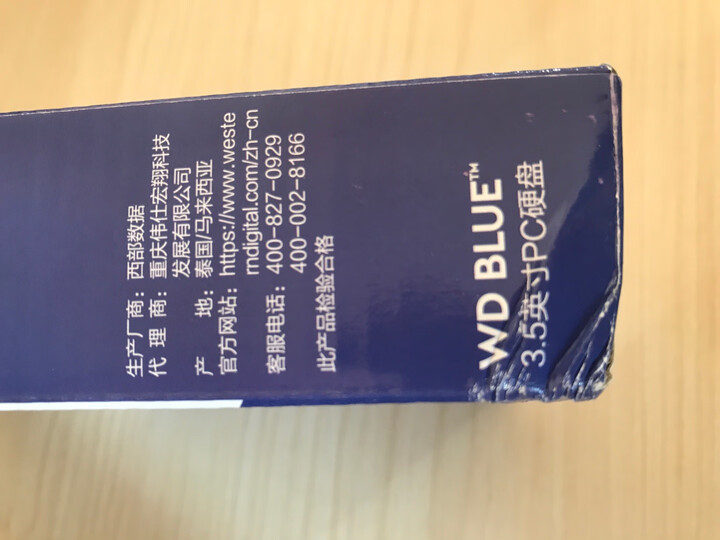 生产厂商：西部数据
代 理 商：重庆伟仕宏翔科技
发展有限公司
产 地：泰国/马来西亚
官方网站：https://www.weste
rndigital.com/zh-cn
客服电话：400-827-0929
400-002-8166
此产品检验合格
WD BLUE™
3.5英寸PC硬盘